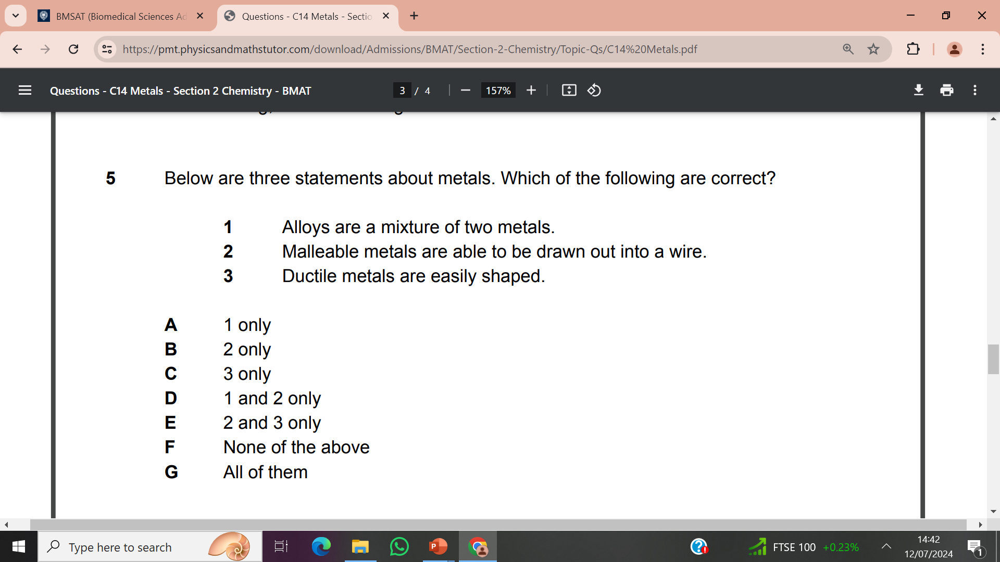 BMSAT (Biomedical Sciences Ad
Questions - C14 Metals - Sectio
https://pmt.physicsandmathstutor.com/download/Admissions/BMAT/Section-2-Chemistry/Topic-Qs/C14%20Metals.pdf
Questions - C14 Metals - Section 2 Chemistry - BMAT
3 / 4
157%
5 Below are three statements about metals. Which of the following are correct?
1 Alloys are a mixture of two metals.
2 Malleable metals are able to be drawn out into a wire.
3 Ductile metals are easily shaped.
A 1 only
B 2 only
C 3 only
D 1 and 2 only
E 2 and 3 only
F None of the above
G All of them
Type here to search
FTSE 100 +0.23%
14:42
12/07/2024
1